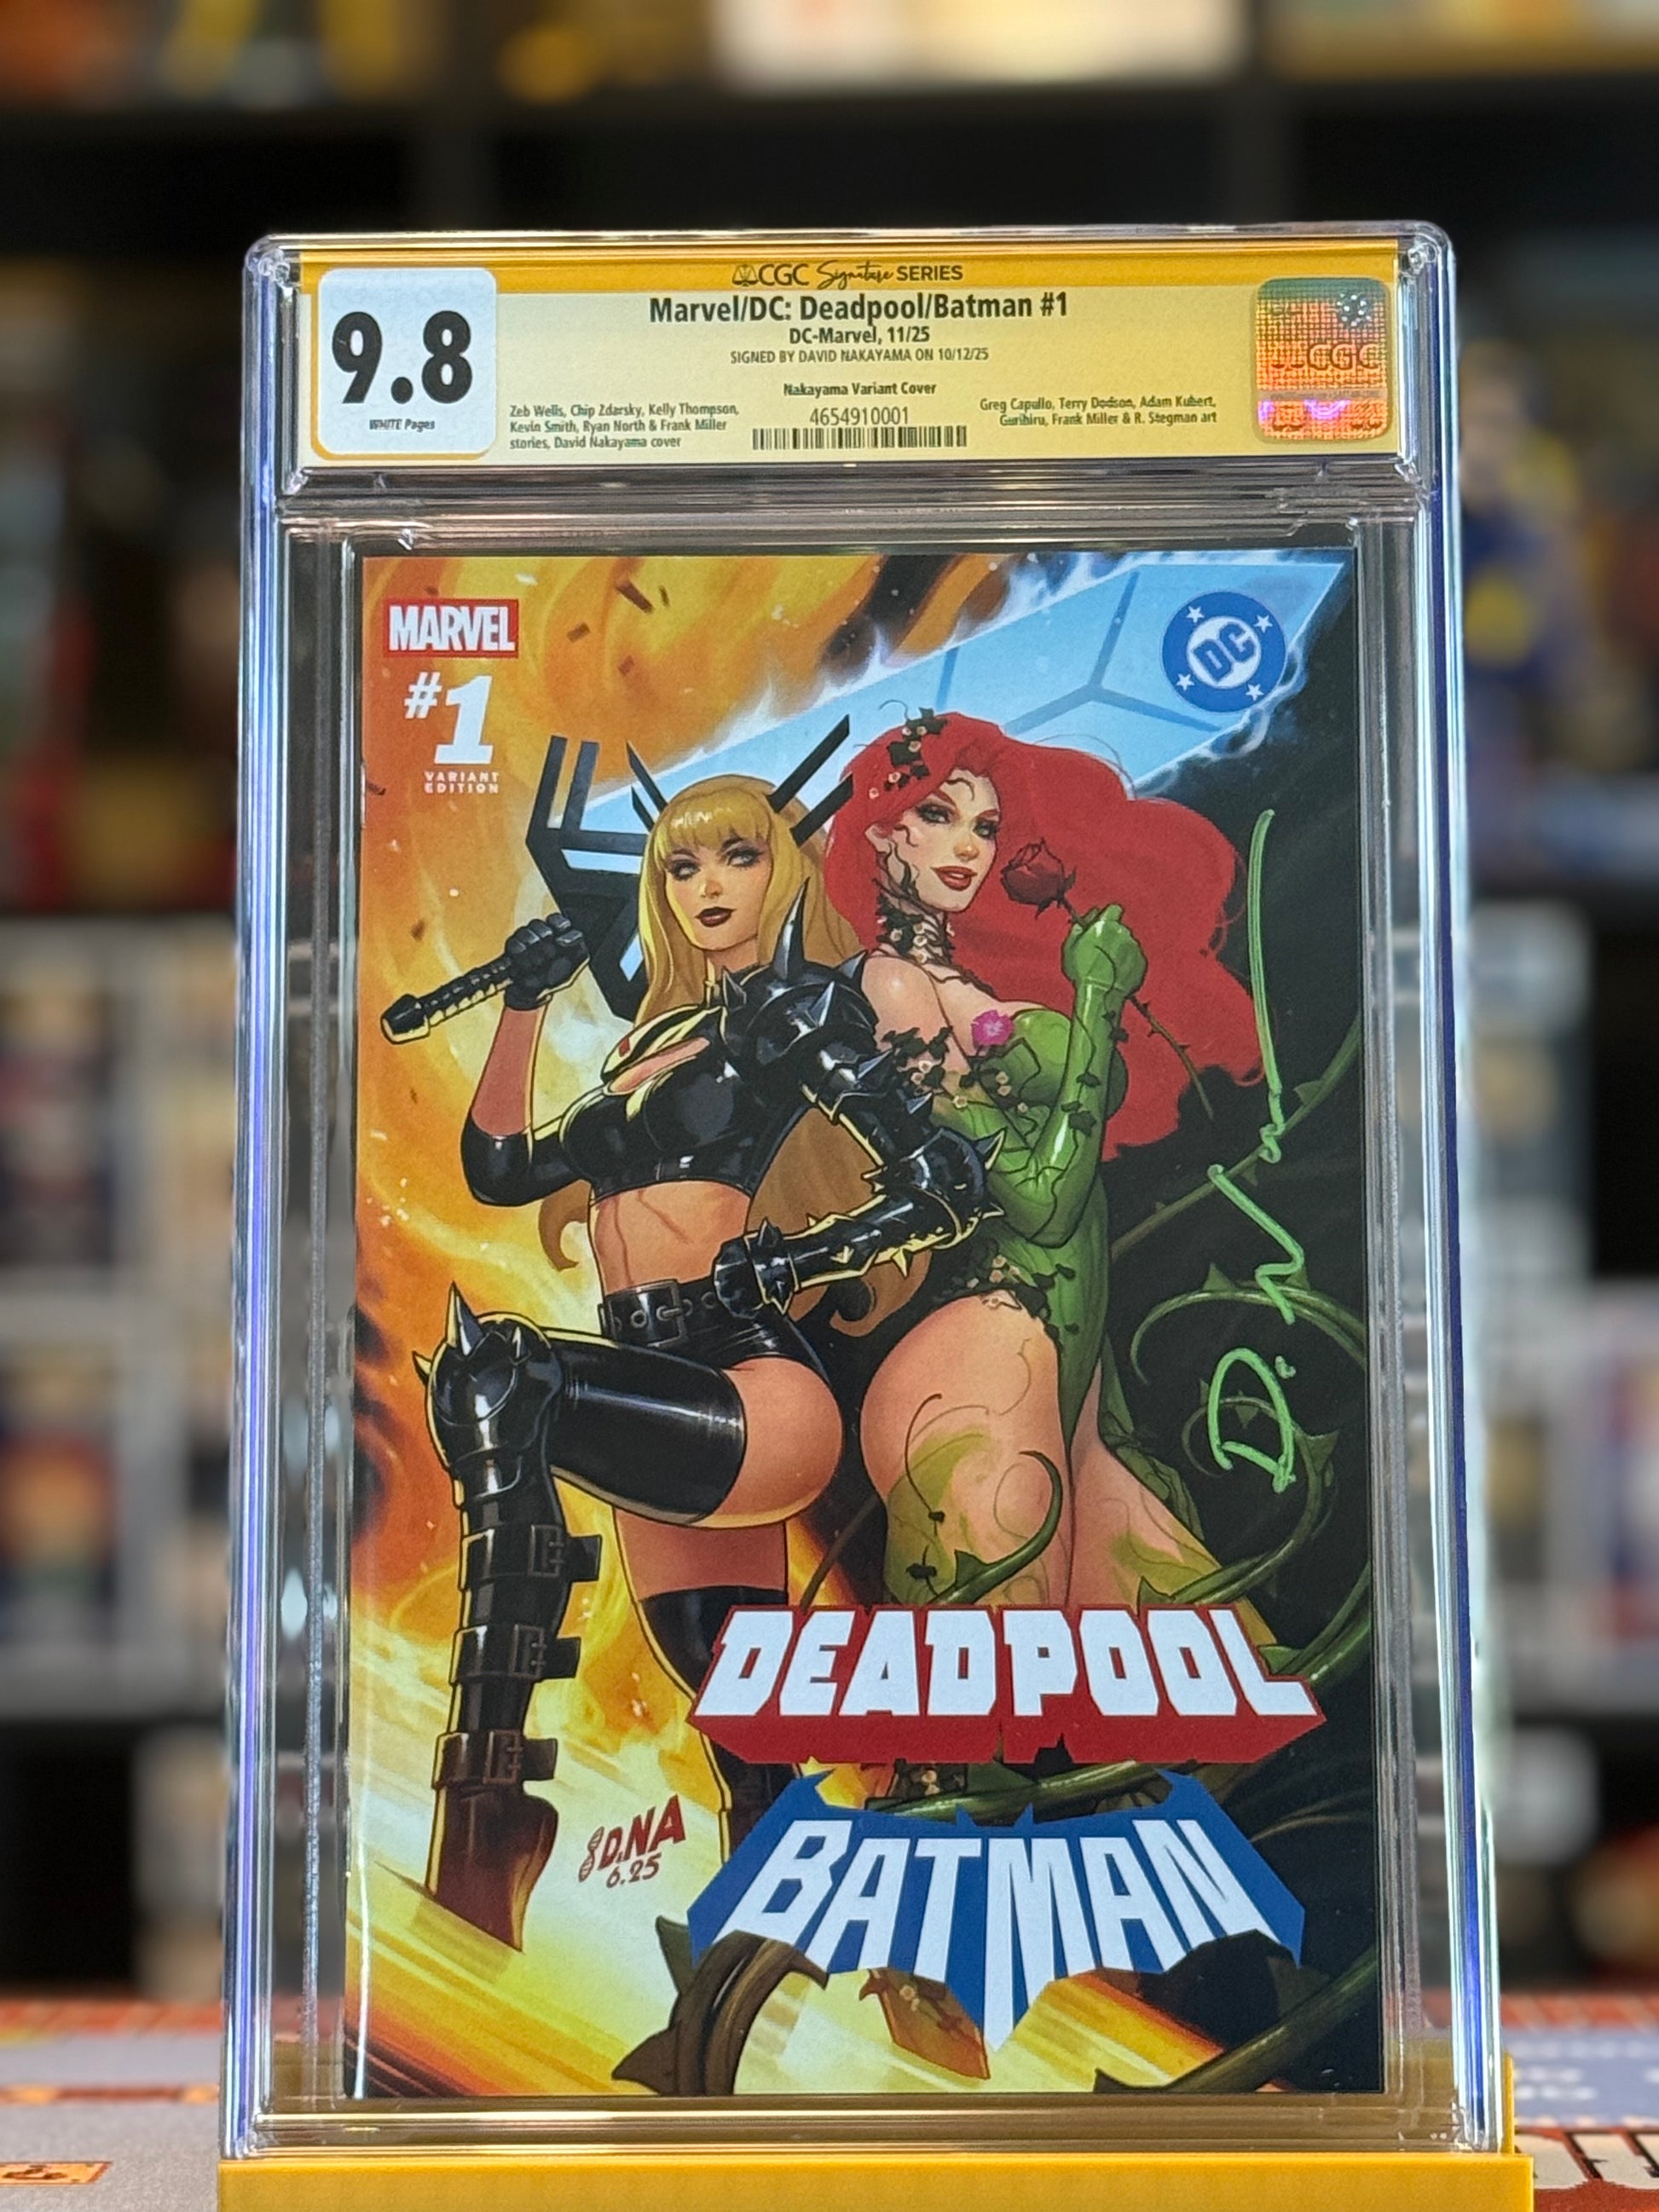 CGC Signature SERIES
Marvel/DC: Deadpool/Batman #1
DC-Marvel, 11/25
SIGNED BY DAVID NAKAYAMA ON 10/12/25
9.8
WHITE Pages
Nakayama Variant Cover
4654910001
Zeb Wells, Chip Zdarsky, Kelly Thompson,
Kevin Smith, Ryan North & Frank Miller
stories, David Nakayama cover
Greg Capullo, Terry Dodson, Adam Kubert,
Gurihiru, Frank Miller & R. Stegman art
CGC
MARVEL
#1
VARIANT
EDITION
DC
DEADPOOL
BATMAN
D.NA
6.25